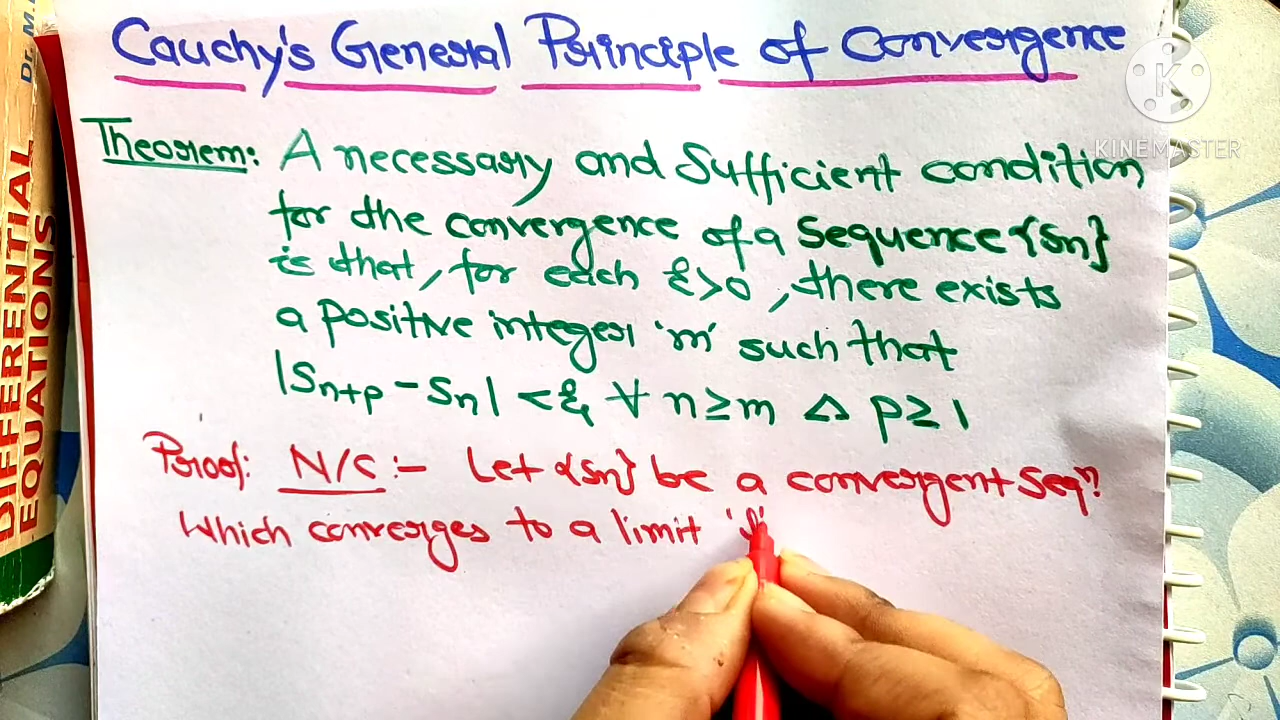 Cauchy's General Principle of Convergence
KINEMASTER
Theorem: A necessary and Sufficient condition
for the convergence of a Sequence {Sn}
is that, for each ε>0, there exists
a positive integer 'm' such that
|Sn+p - Sn| < ε, ∀ n ≥ m & p ≥ 1
Proof: N/C :- Let {Sn} be a convergent Seqn
Which converges to a limit 'l'
DIFFERENTIAL
EQUATIONS
Dr. M.